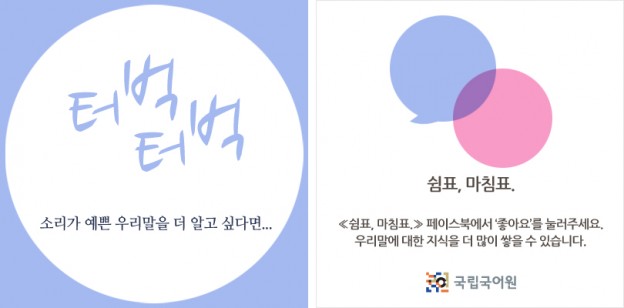 터벅
터벅
소리가 예쁜 우리말을 더 알고 싶다면...
쉼표, 마침표.
≪쉼표, 마침표.≫ 페이스북에서 '좋아요'를 눌러주세요.
우리말에 대한 지식을 더 많이 쌓을 수 있습니다.
국립국어원